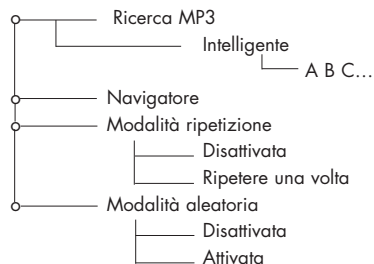 Ricerca MP3
Intelligente
A B C...
Navigatore
Modalità ripetizione
Disattivata
Ripetere una volta
Modalità aleatoria
Disattivata
Attivata